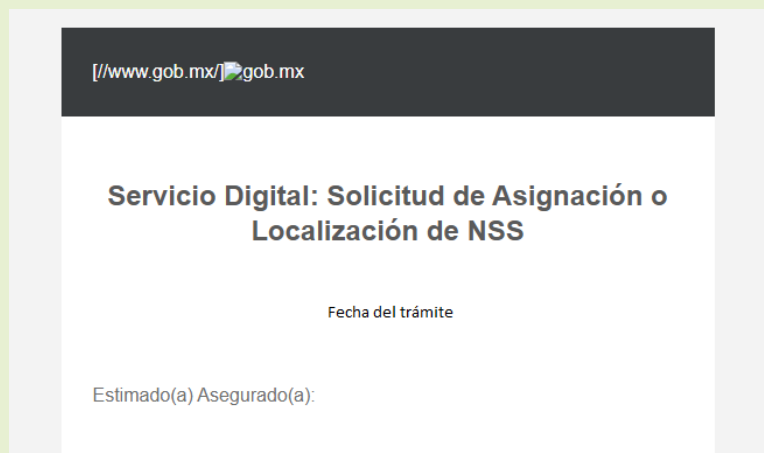 [//www.gob.mx/]gob.mx
Servicio Digital: Solicitud de Asignación o
Localización de NSS
Fecha del trámite
Estimado(a) Asegurado(a):